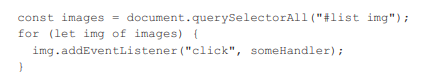 const images = document.querySelectorAll("#list img");
for (let img of images) {
  img.addEventListener("click", someHandler);
}